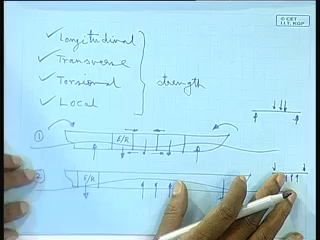 © CET
I.I.T. KGP
✓ Longitudinal
✓ Transverse
✓ Torsional
✓ Local
strength
1
E/R
2
E/R